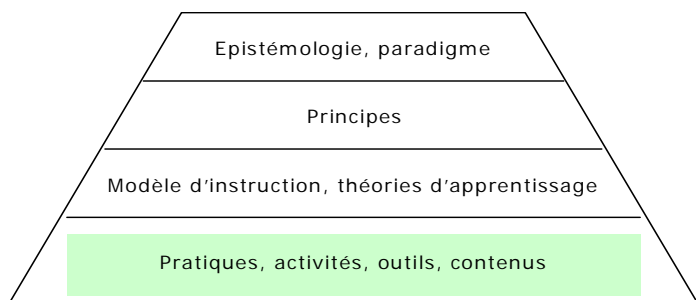 Epistémologie, paradigme
Principes
Modèle d'instruction, théories d'apprentissage
Pratiques, activités, outils, contenus